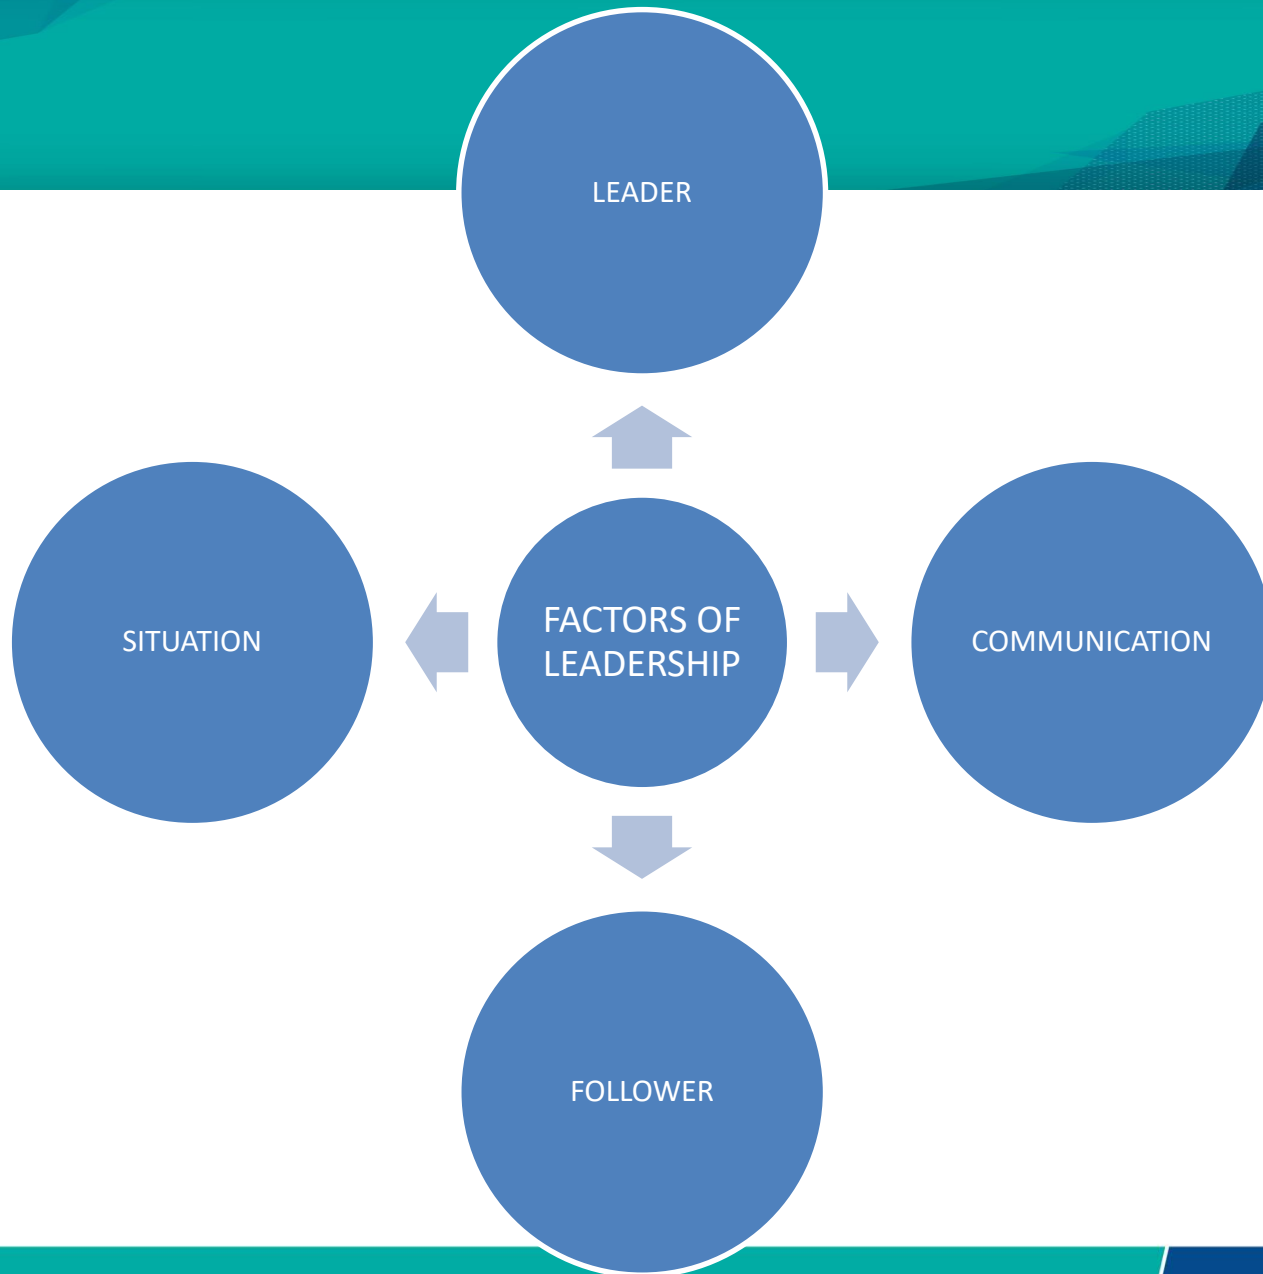 LEADER
SITUATION
FACTORS OF
LEADERSHIP
COMMUNICATION
FOLLOWER